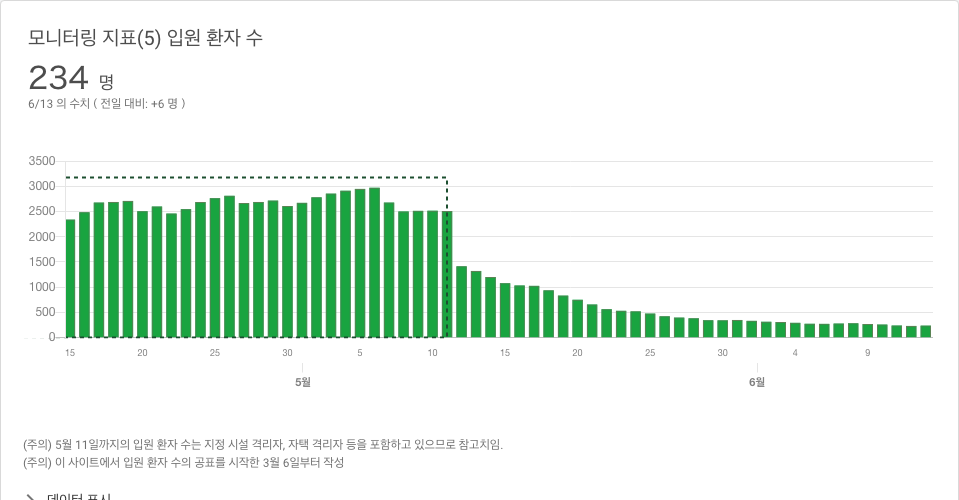 모니터링 지표(5) 입원 환자 수
234 명
6/13 의 수치 ( 전일 대비: +6 명 )
3500
3000
2500
2000
1500
1000
500
0
15 20 25 30 5 10 15 20 25 30 4 9
5월 6월
(주의) 5월 11일까지의 입원 환자 수는 지정 시설 격리자, 자택 격리자 등을 포함하고 있으므로 참고치임.
(주의) 이 사이트에서 입원 환자 수의 공표를 시작한 3월 6일부터 작성
데이터 표시